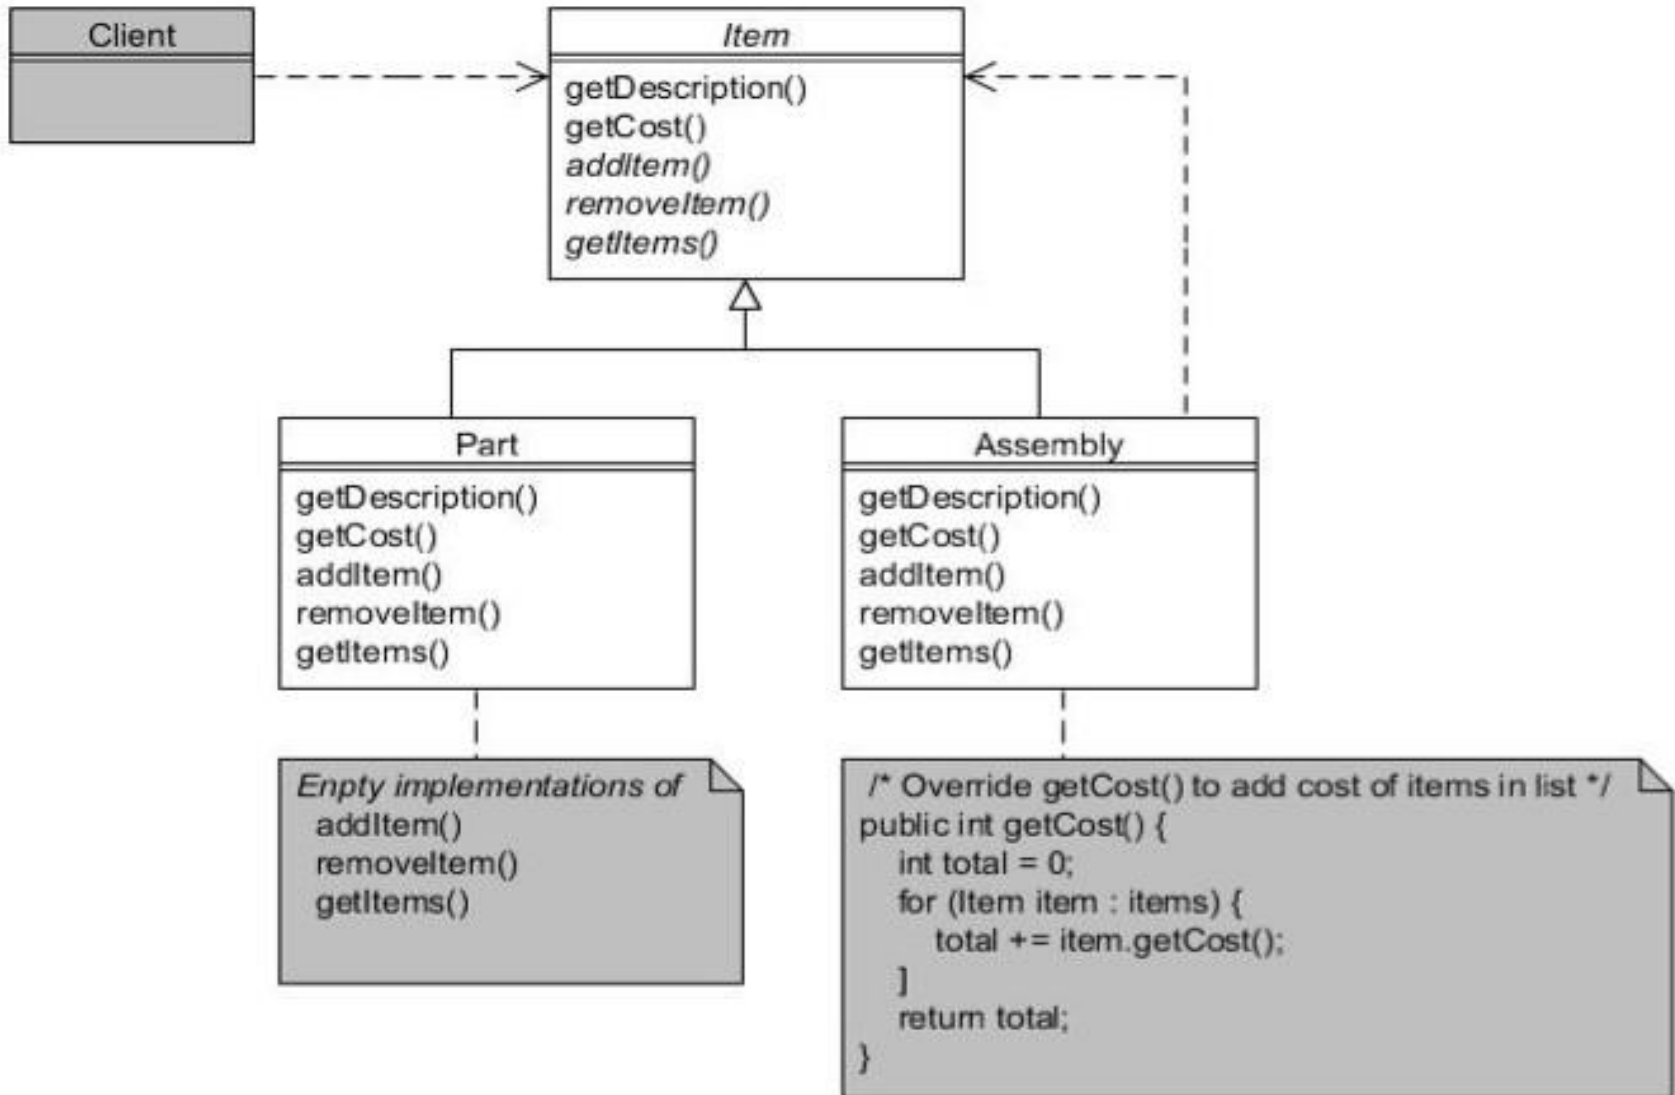 Client
Item
getDescription()
getCost()
addItem()
removeItem()
getItems()
Part
getDescription()
getCost()
addItem()
removeItem()
getItems()
Assembly
getDescription()
getCost()
addItem()
removeItem()
getItems()
Enpty implementations of
addItem()
removeItem()
getItems()
/* Override getCost() to add cost of items in list */
public int getCost() {
int total = 0;
for (Item item : items) {
total += item.getCost();
]
return total;
}